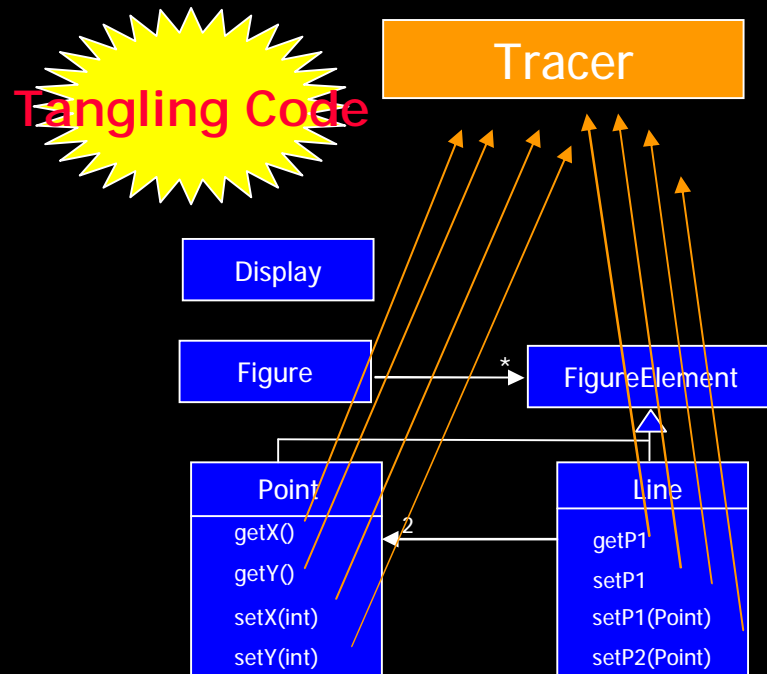 Tangling Code
Tracer
Display
Figure
*
FigureElement
Point
getX()
getY()
setX(int)
setY(int)
2
Line
getP1
setP1
setP1(Point)
setP2(Point)